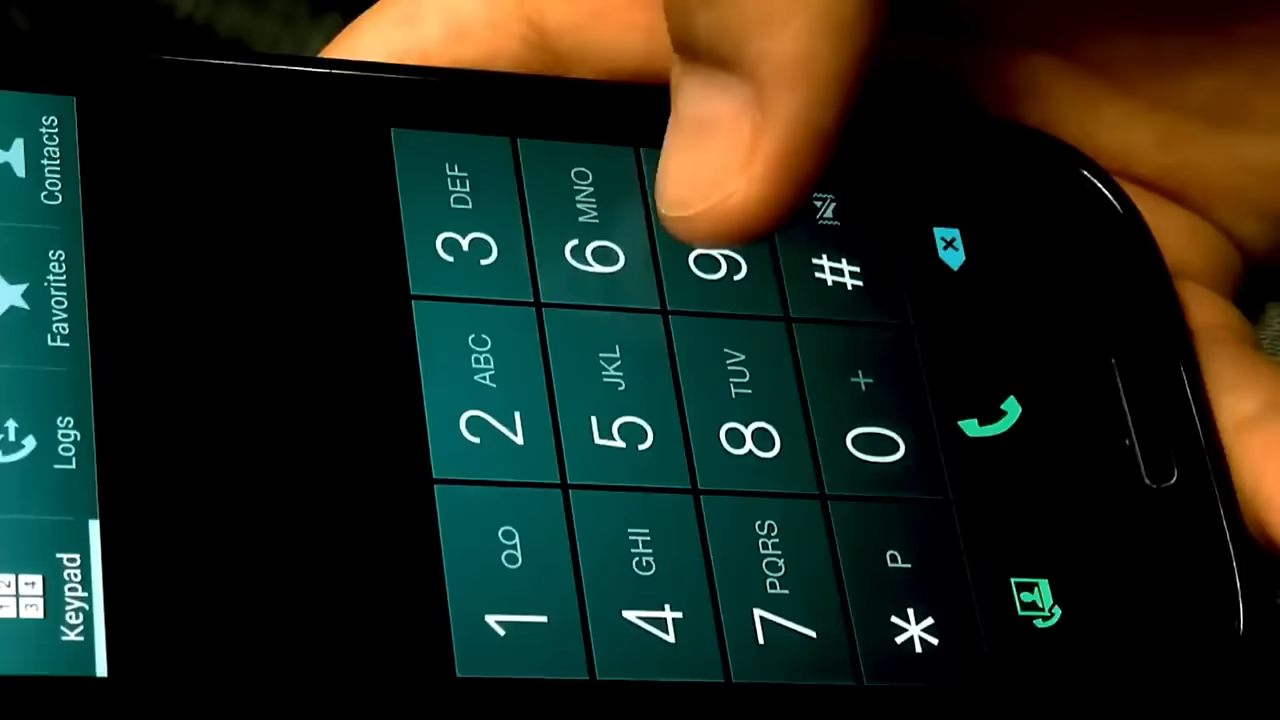 Keypad
Logs
Favorites
Contacts
1
2 ABC
3 DEF
4 GHI
5 JKL
6 MNO
7 PQRS
8 TUV
9
* P
0 +
#